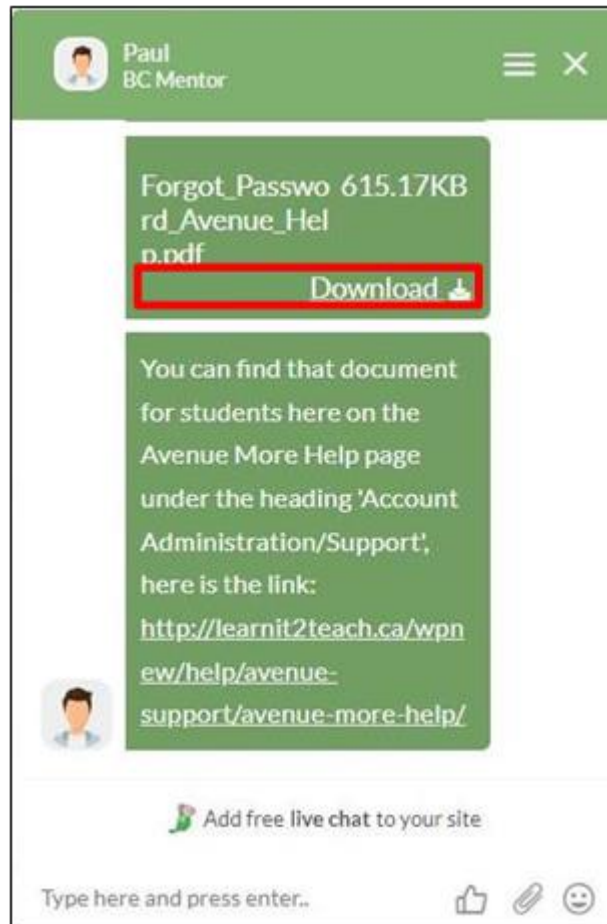 Paul
BC Mentor
Forgot_Passwo 615.17KB
rd_Avenue_Hel
p.pdf
Download
You can find that document
for students here on the
Avenue More Help page
under the heading 'Account
Administration/Support',
here is the link:
http://learnit2teach.ca/wpn
ew/help/avenue-
support/avenue-more-help/
Add free live chat to your site
Type here and press enter..